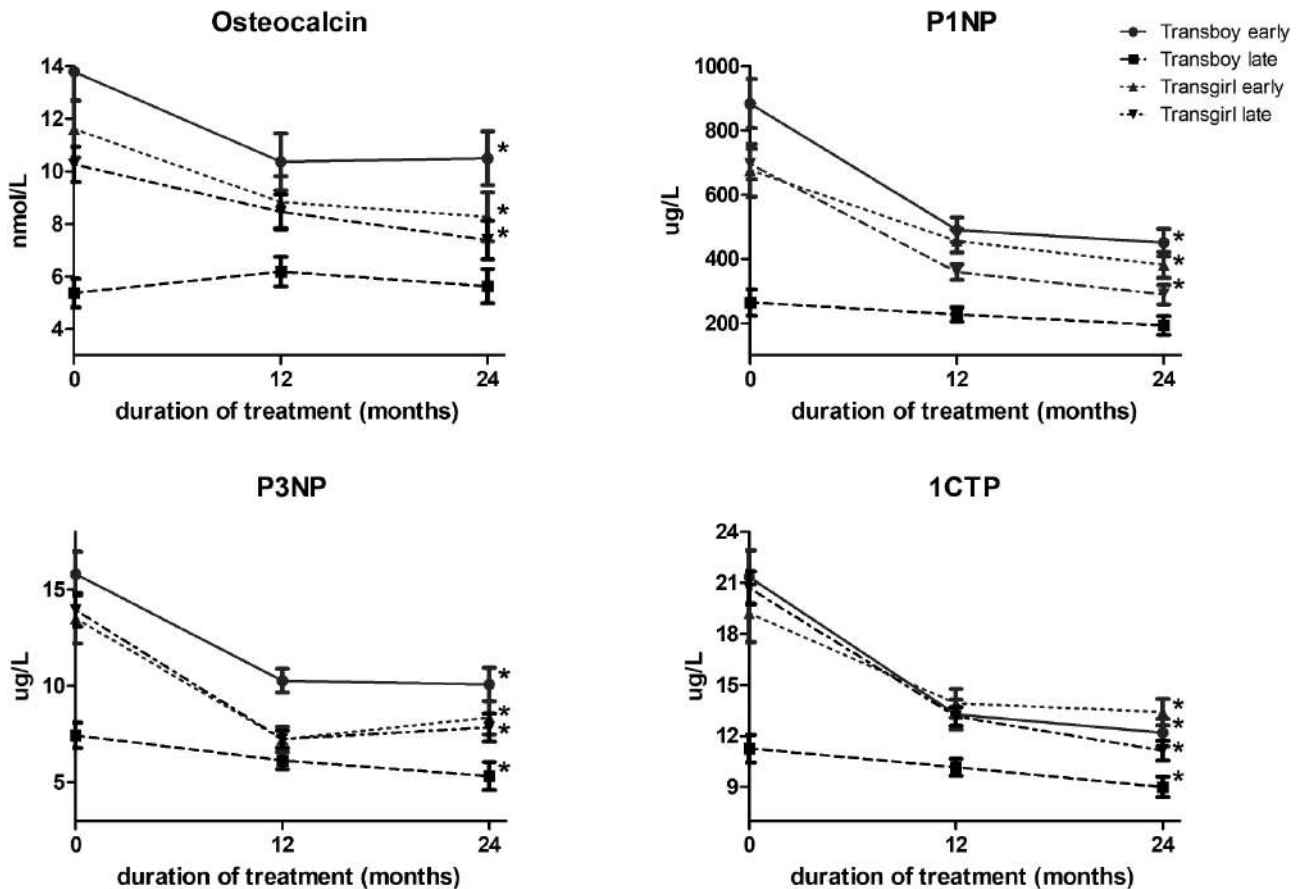 Osteocalcin
14
12
10
8
6
4
nmol/L
*
*
*
0 12 24
duration of treatment (months)
P1NP
1000
800
600
400
200
ug/L
*
*
*
0 12 24
duration of treatment (months)
Transboy early
Transboy late
Transgirl early
Transgirl late
P3NP
15
10
5
ug/L
*
*
*
*
0 12 24
duration of treatment (months)
1CTP
24
21
18
15
12
9
ug/L
*
*
*
*
0 12 24
duration of treatment (months)